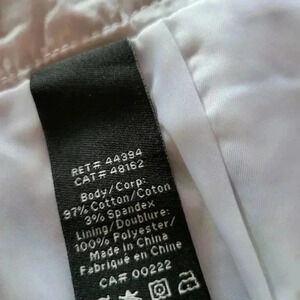 RET# 44394
CAT# 48162
Body/Corp:
97% Cotton/Coton
3% Spandex
Lining/Doublure:
100% Polyester/
Made in China
Fabriqué en Chine
CA# 00222